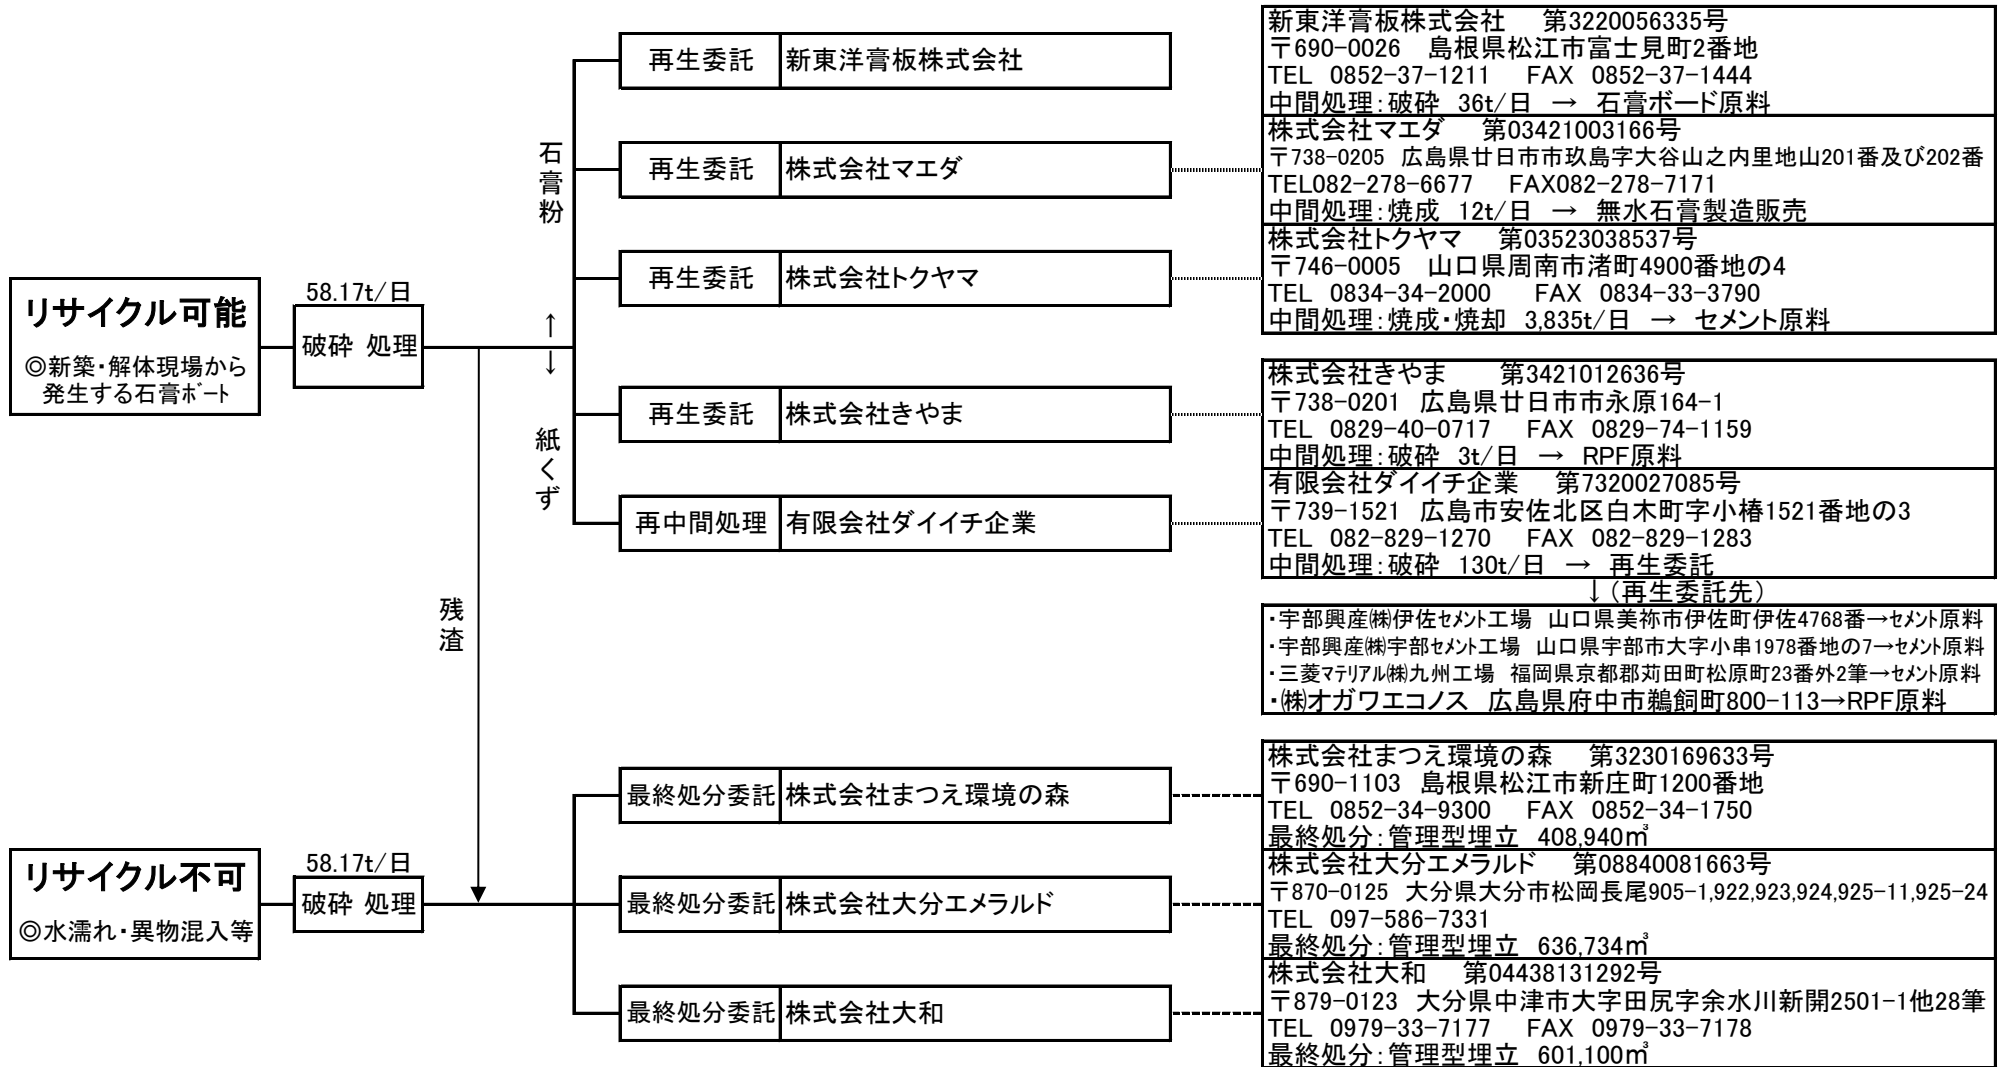 リサイクル可能
◎新築・解体現場から
発生する石膏ボード
58.17t/日
破砕 処理
石膏粉
↑
↓
紙くず
残渣
再生委託 新東洋膏板株式会社
再生委託 株式会社マエダ
再生委託 株式会社トクヤマ
再生委託 株式会社きやま
再中間処理 有限会社ダイイチ企業
新東洋膏板株式会社 第3220056335号
〒690-0026 島根県松江市富士見町2番地
TEL 0852-37-1211 FAX 0852-37-1444
中間処理:破砕 36t/日 → 石膏ボード原料
株式会社マエダ 第03421003166号
〒738-0205 広島県廿日市市玖島字大谷山之内里地山201番及び202番
TEL082-278-6677 FAX082-278-7171
中間処理:焼成 12t/日 → 無水石膏製造販売
株式会社トクヤマ 第03523038537号
〒746-0005 山口県周南市渚町4900番地の4
TEL 0834-34-2000 FAX 0834-33-3790
中間処理:焼成・焼却 3,835t/日 → セメント原料
株式会社きやま 第3421012636号
〒738-0201 広島県廿日市市永原164-1
TEL 0829-40-0717 FAX 0829-74-1159
中間処理:破砕 3t/日 → RPF原料
有限会社ダイイチ企業 第7320027085号
〒739-1521 広島市安佐北区白木町字小椿1521番地の3
TEL 082-829-1270 FAX 082-829-1283
中間処理:破砕 130t/日 → 再生委託
↓(再生委託先)
・宇部興産㈱伊佐セメント工場 山口県美祢市伊佐町伊佐4768番→セメント原料
・宇部興産㈱宇部セメント工場 山口県宇部市大字小串1978番地の7→セメント原料
・三菱マテリアル㈱九州工場 福岡県京都郡苅田町松原町23番外2筆→セメント原料
・㈱オガワエコノス 広島県府中市鵜飼町800-113→RPF原料
リサイクル不可
◎水濡れ・異物混入等
58.17t/日
破砕 処理
最終処分委託 株式会社まつえ環境の森
最終処分委託 株式会社大分エメラルド
最終処分委託 株式会社大和
株式会社まつえ環境の森 第3230169633号
〒690-1103 島根県松江市新庄町1200番地
TEL 0852-34-9300 FAX 0852-34-1750
最終処分:管理型埋立 408,940㎥
株式会社大分エメラルド 第08840081663号
〒870-0125 大分県大分市松岡長尾905-1,922,923,924,925-11,925-24
TEL 097-586-7331
最終処分:管理型埋立 636,734㎥
株式会社大和 第04438131292号
〒879-0123 大分県中津市大字田尻字余水川新開2501-1他28筆
TEL 0979-33-7177 FAX 0979-33-7178
最終処分:管理型埋立 601,100㎥